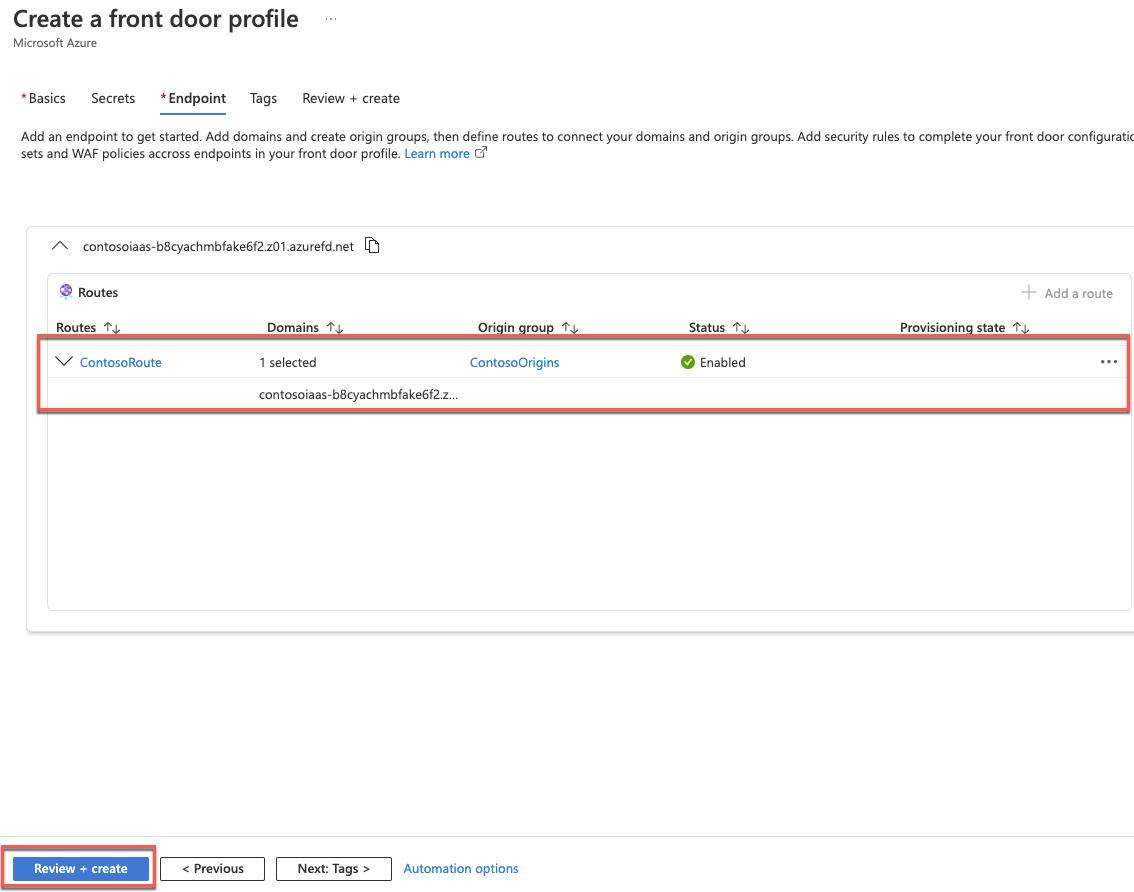 Create a front door profile ...
Microsoft Azure
* Basics Secrets * Endpoint Tags Review + create
Add an endpoint to get started. Add domains and create origin groups, then define routes to connect your domains and origin groups. Add security rules to complete your front door configuratio
sets and WAF policies accross endpoints in your front door profile. Learn more
contosoiaas-b8cyachmbfake6f2.z01.azurefd.net
Routes + Add a route
Routes ↑↓ Domains ↑↓ Origin group ↑↓ Status ↑↓ Provisioning state ↑↓
ContosoRoute 1 selected ContosoOrigins Enabled ...
contosoiaas-b8cyachmbfake6f2.z...
Review + create < Previous Next: Tags > Automation options